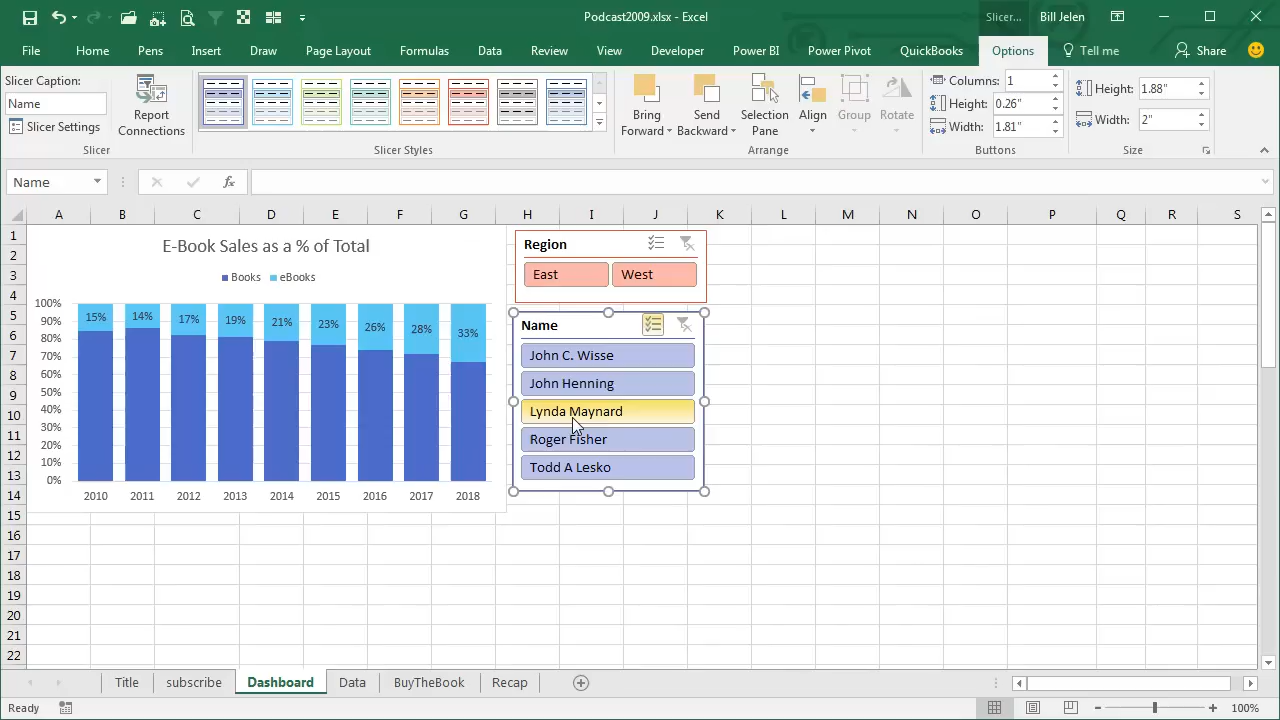 Podcast2009.xlsx - Excel
Slicer...
Bill Jelen
File Home Pens Insert Draw Page Layout Formulas Data Review View Developer Power BI Power Pivot QuickBooks Options Tell me Share
Slicer Caption:
Name
Slicer Settings
Report
Connections
Slicer
Slicer Styles
Bring
Forward
Send
Backward
Selection
Pane
Align
Group
Rotate
Arrange
Columns: 1
Height: 0.26"
Width: 1.81"
Buttons
Height: 1.88"
Width: 2"
Size
Name
fx
A B C D E F G H I J K L M N O P Q R S
1
2
3
4
5
6
7
8
9
10
11
12
13
14
15
16
17
18
19
20
21
22
E-Book Sales as a % of Total
Books eBooks
100%
90%
80%
70%
60%
50%
40%
30%
20%
10%
0%
15% 14% 17% 19% 21% 23% 26% 28% 33%
2010 2011 2012 2013 2014 2015 2016 2017 2018
Region
East West
Name
John C. Wisse
John Henning
Lynda Maynard
Roger Fisher
Todd A Lesko
Title subscribe Dashboard Data BuyTheBook Recap
Ready
100%